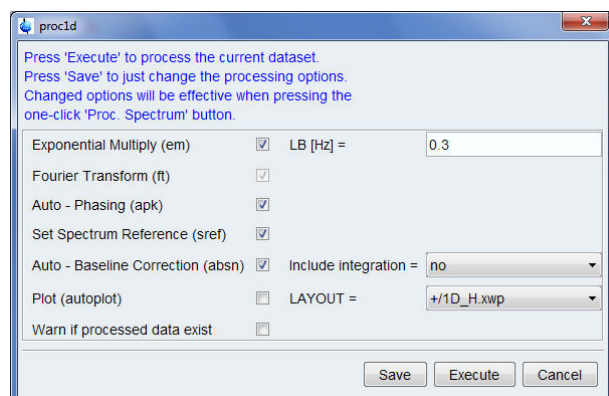 proc1d
Press 'Execute' to process the current dataset.
Press 'Save' to just change the processing options.
Changed options will be effective when pressing the
one-click 'Proc. Spectrum' button.
Exponential Multiply (em) LB [Hz] = 0.3
Fourier Transform (ft)
Auto - Phasing (apk)
Set Spectrum Reference (sref)
Auto - Baseline Correction (absn) Include integration = no
Plot (autoplot) LAYOUT = +/1D_H.xwp
Warn if processed data exist
Save Execute Cancel